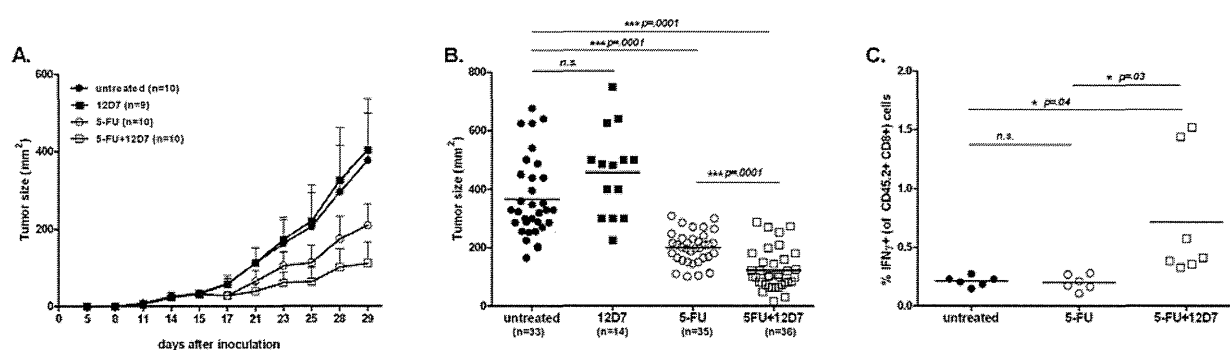 A.
600
400
200
0
Tumor size (mm²)
untreated (n=10)
12D7 (n=9)
5-FU (n=10)
5-FU+12D7 (n=10)
0 5 8 11 14 15 17 21 23 25 28 29
days after inoculation
B.
*** p=.0001
*** p=.0001
n.s.
*** p=.0001
800
600
400
200
0
Tumor size (mm²)
untreated 12D7 5-FU 5FU+12D7
(n=33) (n=14) (n=35) (n=36)
C.
* p=.03
* p=.04
n.s.
2.0
1.5
1.0
0.5
0.0
% IFNγ+ (of CD45.2+ CD8+) cells
untreated 5-FU 5-FU+12D7